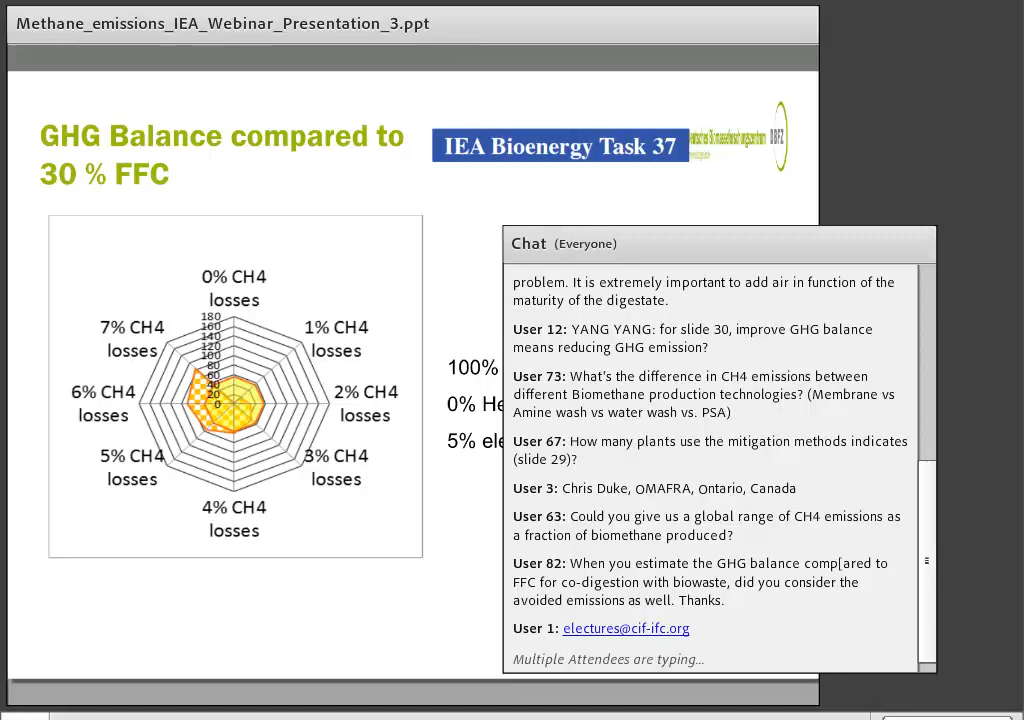 Methane_emissions_IEA_Webinar_Presentation_3.ppt
GHG Balance compared to
30 % FFC
IEA Bioenergy Task 37
DBFZ
0% CH4
losses
1% CH4
losses
2% CH4
losses
3% CH4
losses
4% CH4
losses
5% CH4
losses
6% CH4
losses
7% CH4
losses
180
160
140
120
100
80
60
40
20
0
100%
0% He
5% ele
Chat (Everyone)
problem. It is extremely important to add air in function of the
maturity of the digestate.
User 12: YANG YANG: for slide 30, improve GHG balance
means reducing GHG emission?
User 73: What's the difference in CH4 emissions between
different Biomethane production technologies? (Membrane vs
Amine wash vs water wash vs. PSA)
User 67: How many plants use the mitigation methods indicates
(slide 29)?
User 3: Chris Duke, OMAFRA, Ontario, Canada
User 63: Could you give us a global range of CH4 emissions as
a fraction of biomethane produced?
User 82: When you estimate the GHG balance comp[ared to
FFC for co-digestion with biowaste, did you consider the
avoided emissions as well. Thanks.
User 1: electures@cif-ifc.org
Multiple Attendees are typing...